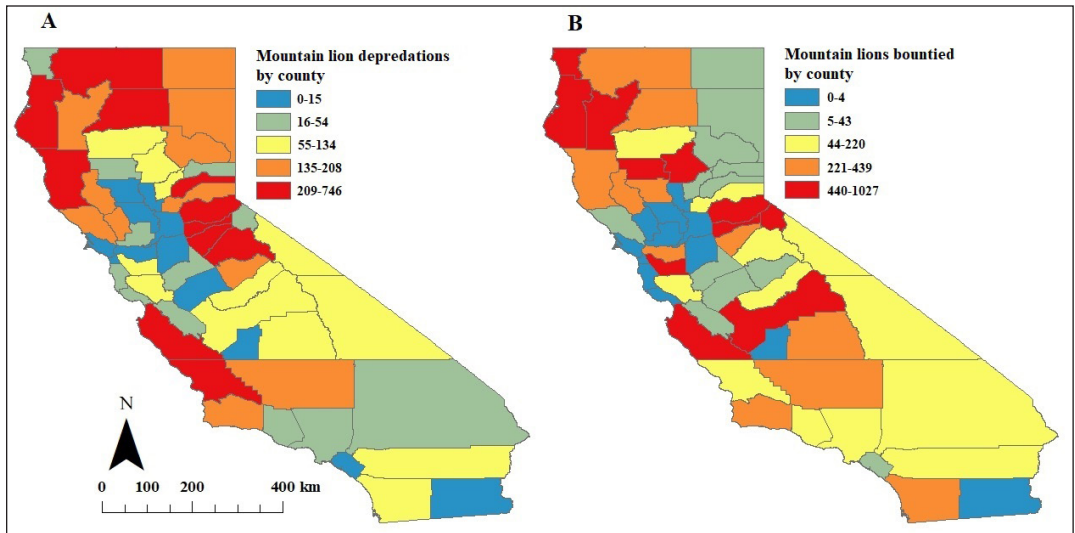 A
Mountain lion depredations
by county
0-15
16-54
55-134
135-208
209-746
N
0 100 200 400 km
B
Mountain lions bountied
by county
0-4
5-43
44-220
221-439
440-1027